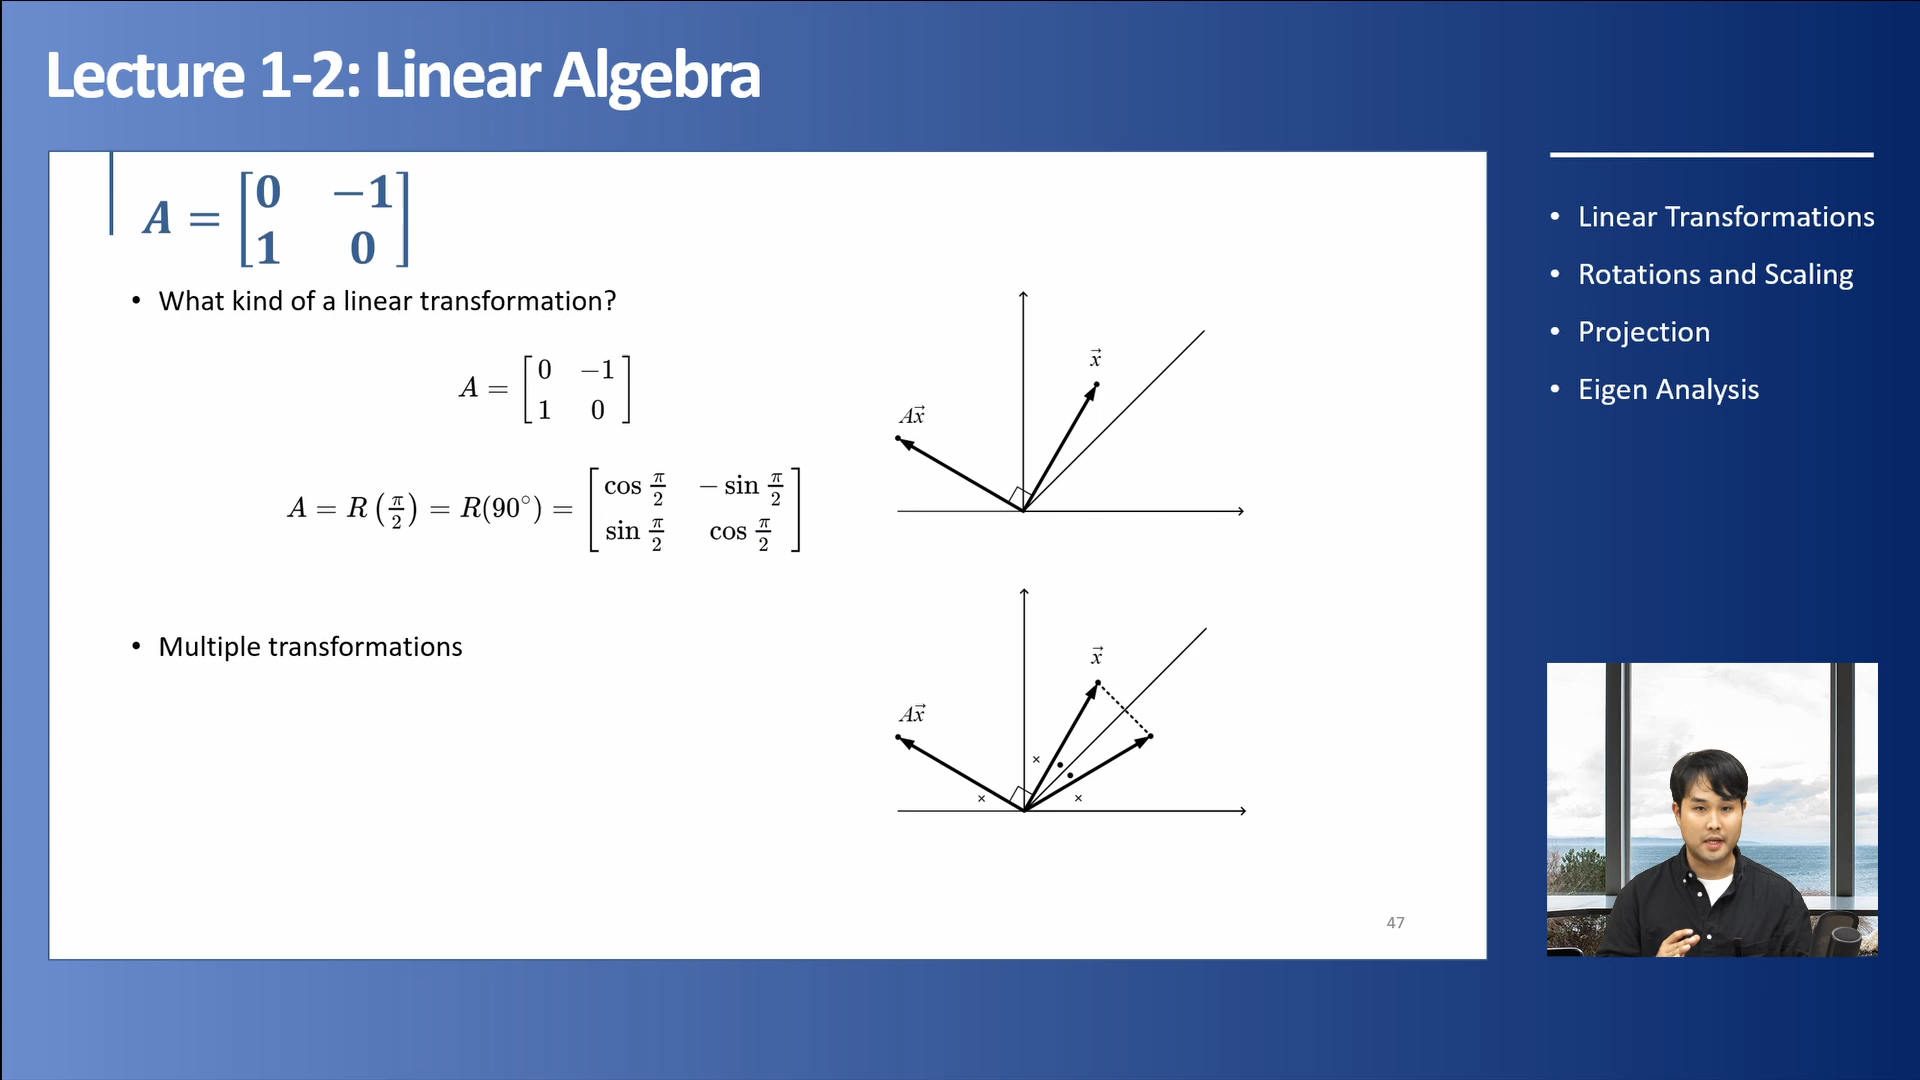 Lecture 1-2: Linear Algebra
A = [0 −1
1 0]
• What kind of a linear transformation?
A = [0 −1
1 0]
A = R (π/2) = R(90°) = [cos π/2 − sin π/2
sin π/2 cos π/2]
• Multiple transformations
x⃗
Ax⃗
x⃗
Ax⃗
×
×
×
47
• Linear Transformations
• Rotations and Scaling
• Projection
• Eigen Analysis